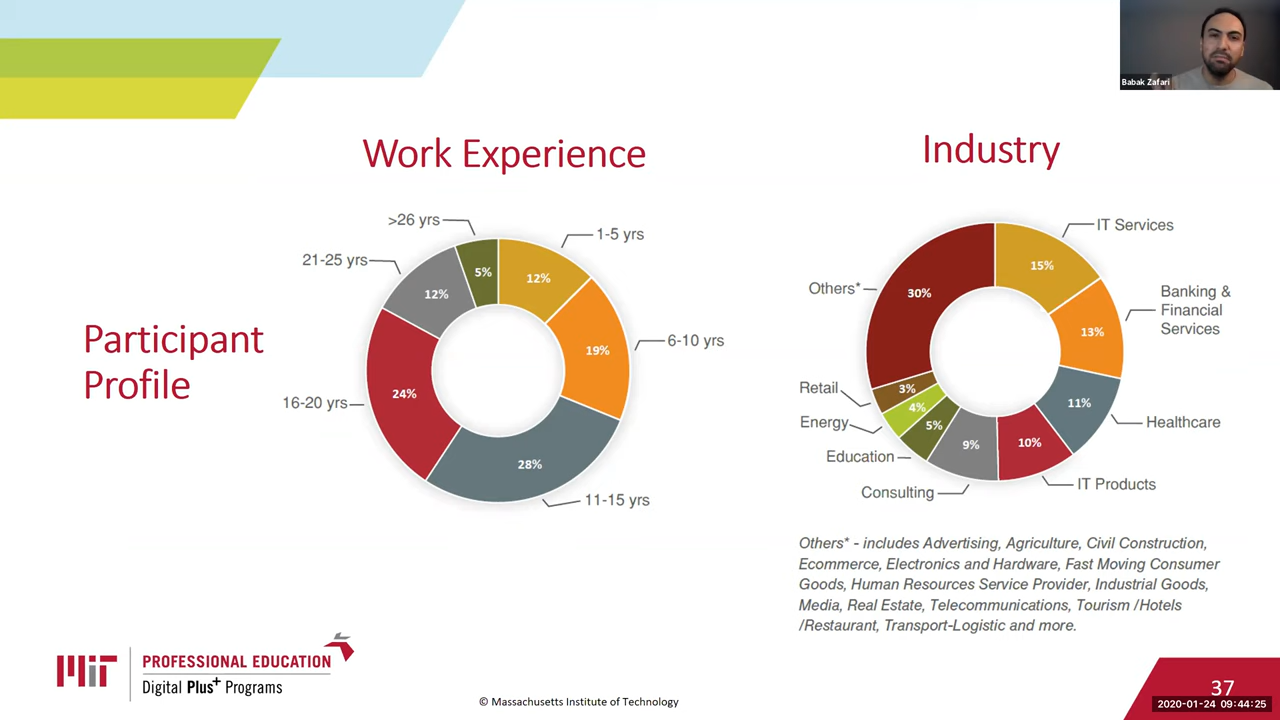 Babak Zafari
Work Experience
Industry
Participant
Profile
>26 yrs
1-5 yrs
21-25 yrs
6-10 yrs
16-20 yrs
11-15 yrs
5%
12%
12%
19%
24%
28%
IT Services
Others*
Banking &
Financial
Services
Retail
Energy
Healthcare
Education
IT Products
Consulting
15%
30%
13%
3%
4%
11%
5%
10%
9%
Others* - includes Advertising, Agriculture, Civil Construction,
Ecommerce, Electronics and Hardware, Fast Moving Consumer
Goods, Human Resources Service Provider, Industrial Goods,
Media, Real Estate, Telecommunications, Tourism /Hotels
/Restaurant, Transport-Logistic and more.
MIT
PROFESSIONAL EDUCATION
Digital Plus+ Programs
© Massachusetts Institute of Technology
37
2020-01-24 09:44:25